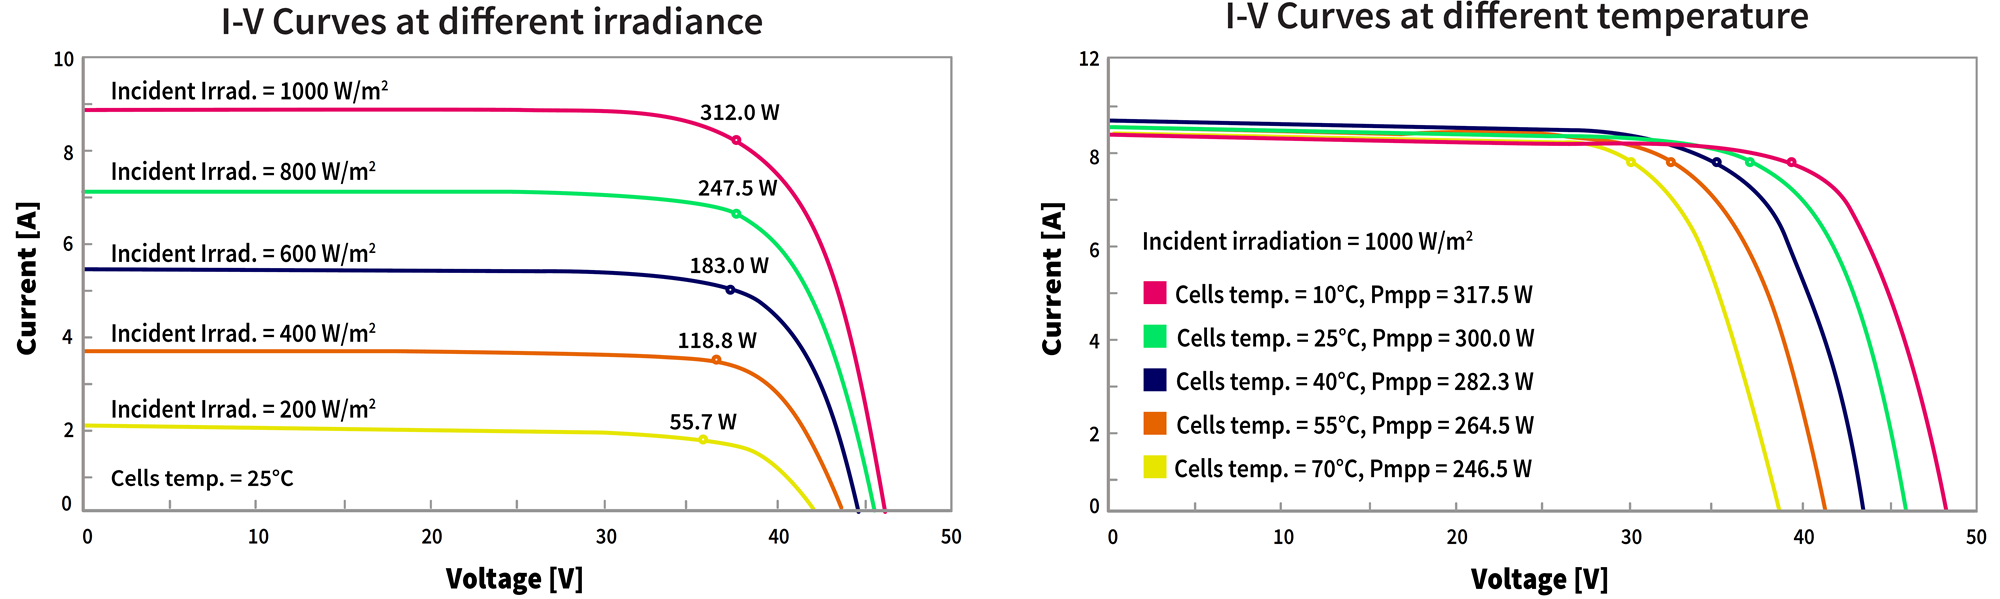 I-V Curves at different irradiance
10
8
6
4
2
0
Current [A]
Incident Irrad. = 1000 W/m²
312.0 W
Incident Irrad. = 800 W/m²
247.5 W
Incident Irrad. = 600 W/m²
183.0 W
Incident Irrad. = 400 W/m²
118.8 W
Incident Irrad. = 200 W/m²
55.7 W
Cells temp. = 25°C
0 10 20 30 40 50
Voltage [V]
I-V Curves at different temperature
12
8
6
4
2
0
Current [A]
Incident irradiation = 1000 W/m²
Cells temp. = 10°C, Pmpp = 317.5 W
Cells temp. = 25°C, Pmpp = 300.0 W
Cells temp. = 40°C, Pmpp = 282.3 W
Cells temp. = 55°C, Pmpp = 264.5 W
Cells temp. = 70°C, Pmpp = 246.5 W
0 10 20 30 40 50
Voltage [V]